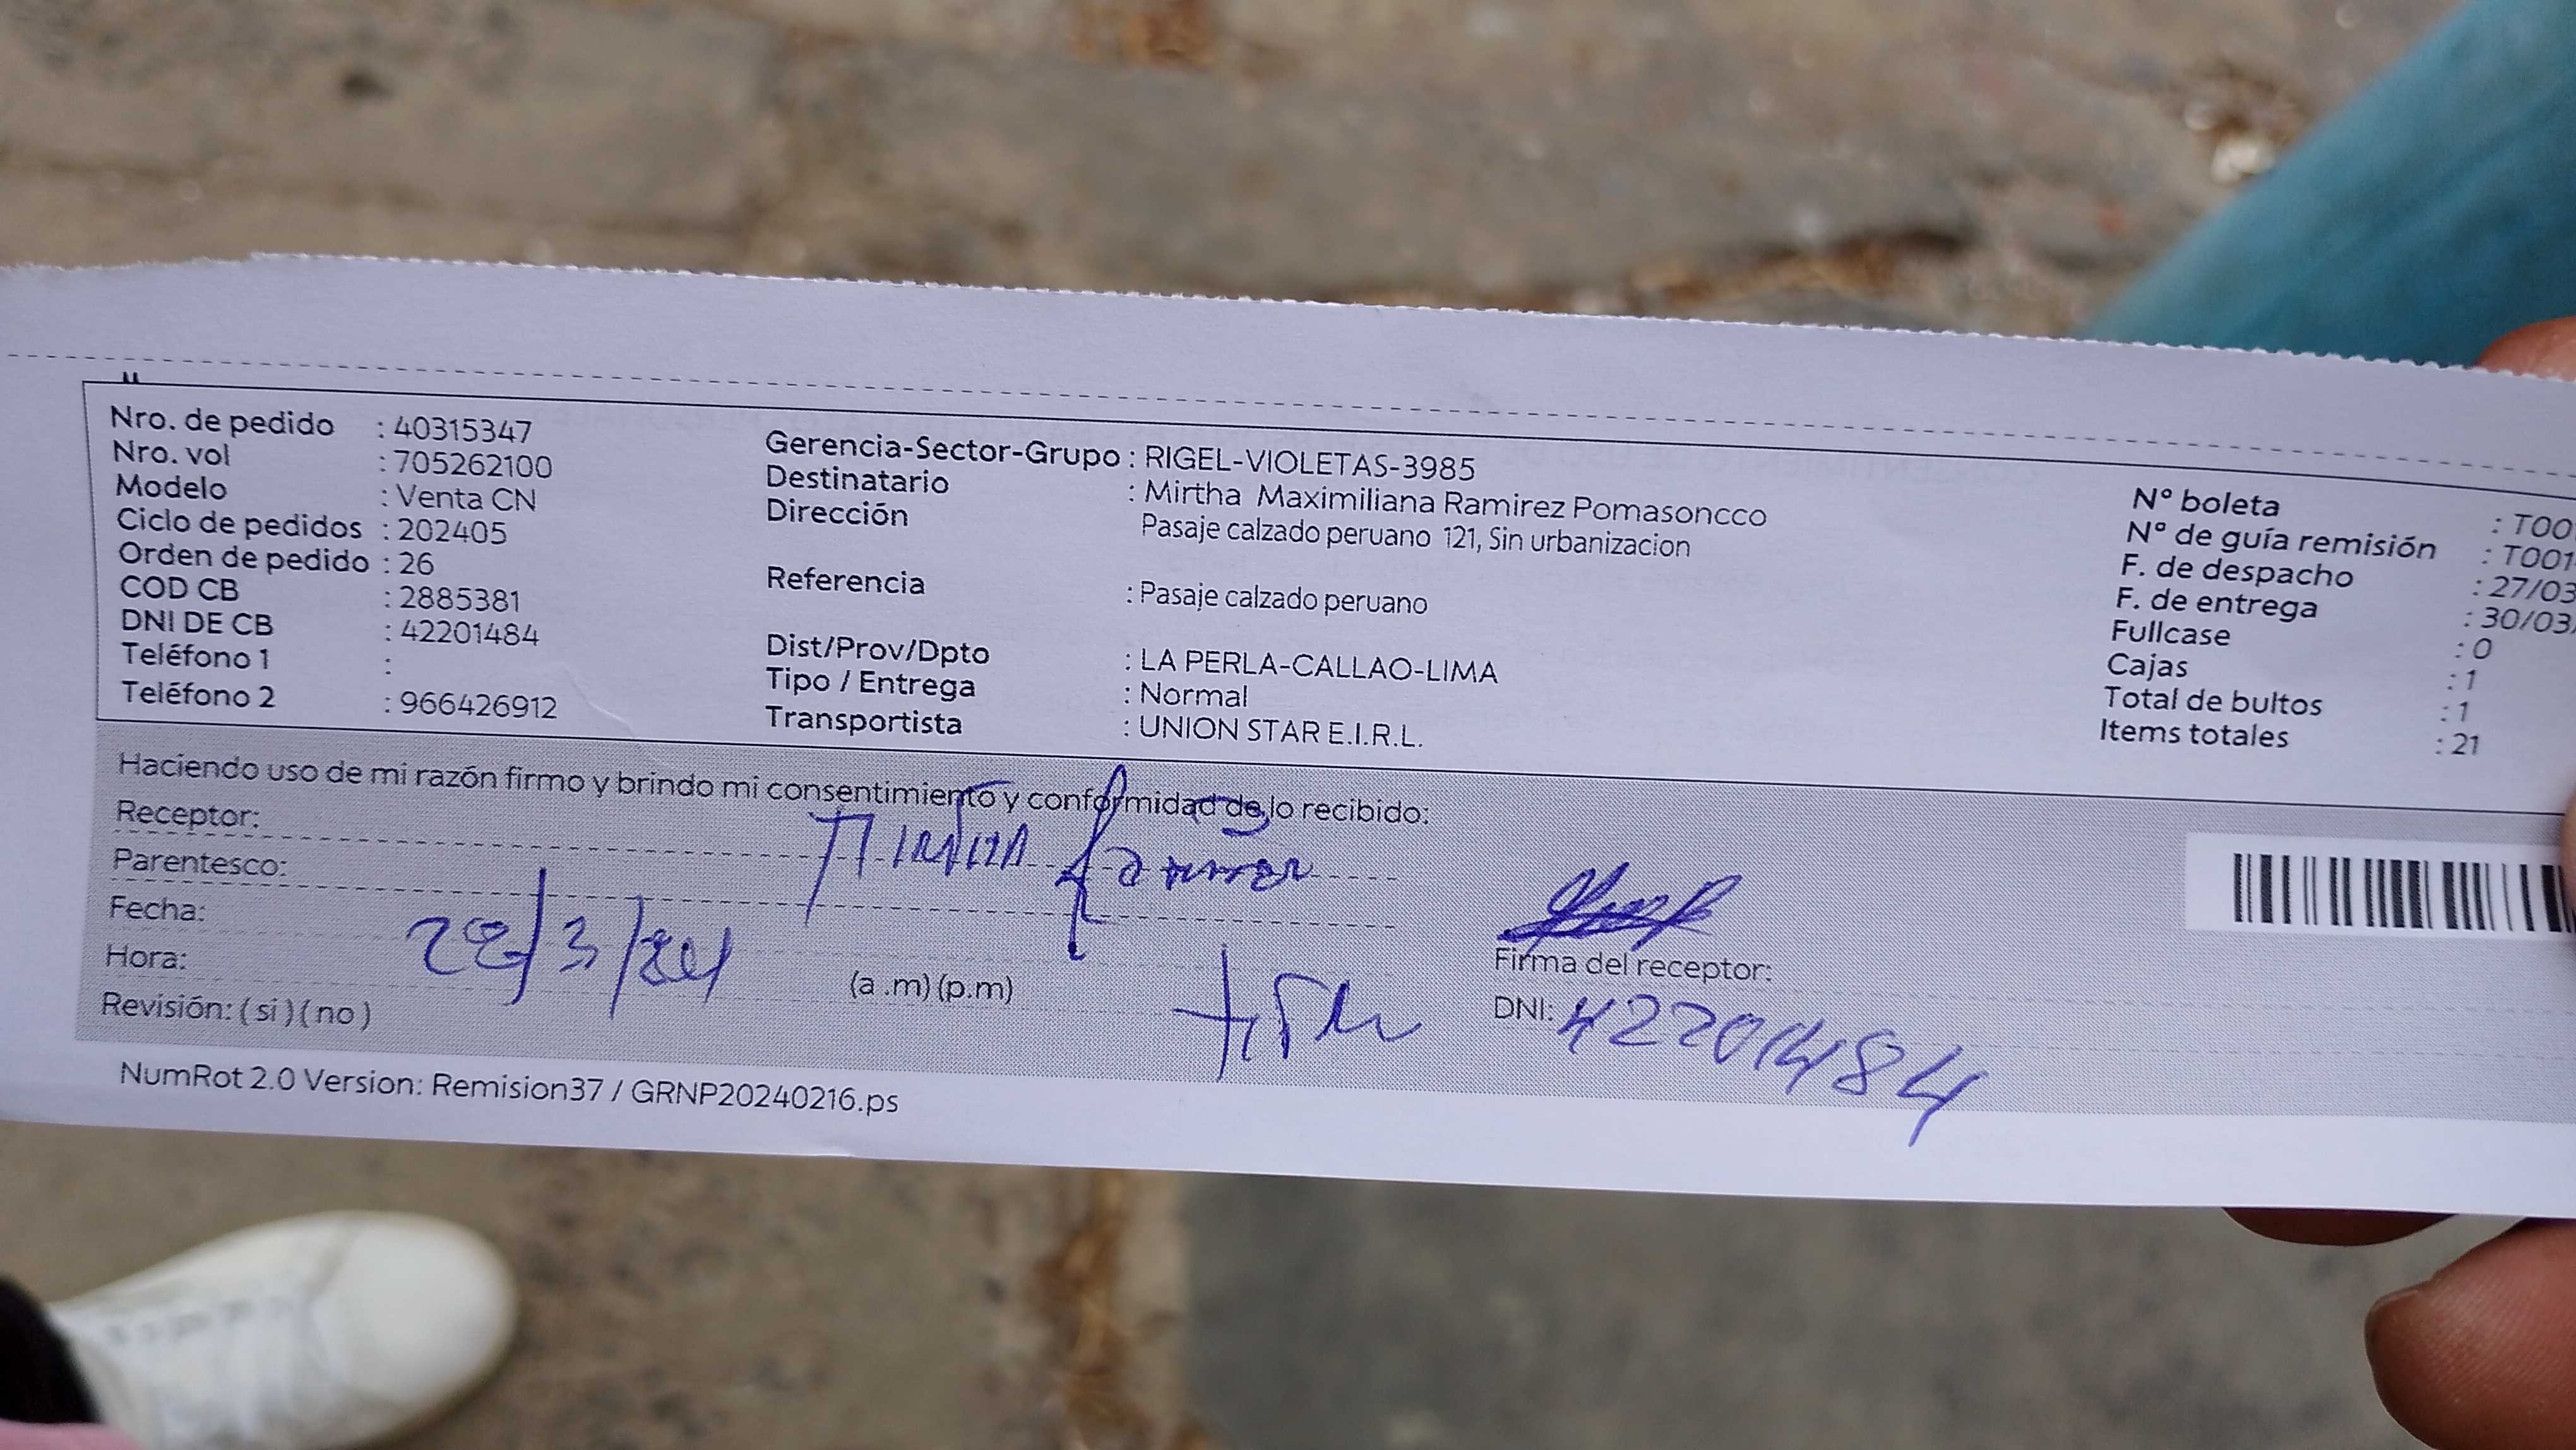 Nro. de pedido : 40315347
Nro. vol : 705262100
Modelo : Venta CN
Ciclo de pedidos : 202405
Orden de pedido : 26
COD CB : 2885381
DNI DE CB : 42201484
Teléfono 1 :
Teléfono 2 : 966426912
Gerencia-Sector-Grupo : RIGEL-VIOLETAS-3985
Destinatario : Mirtha Maximiliana Ramirez Pomasoncco
Dirección Pasaje calzado peruano 121, Sin urbanizacion
Referencia : Pasaje calzado peruano
Dist/Prov/Dpto : LA PERLA-CALLAO-LIMA
Tipo / Entrega : Normal
Transportista : UNION STAR E.I.R.L.
N° boleta : T00
N° de guía remisión : T001
F. de despacho : 27/03
F. de entrega : 30/03
Fullcase : 0
Cajas : 1
Total de bultos : 1
Items totales : 21
Haciendo uso de mi razón firmo y brindo mi consentimiento y conformidad de lo recibido:
Receptor: Mirtha
Parentesco:
Fecha:
Hora: (a .m) (p.m)
Revisión: ( si ) ( no )
Firma del receptor:
DNI: 42201484
NumRot 2.0 Version: Remision37 / GRNP20240216.ps